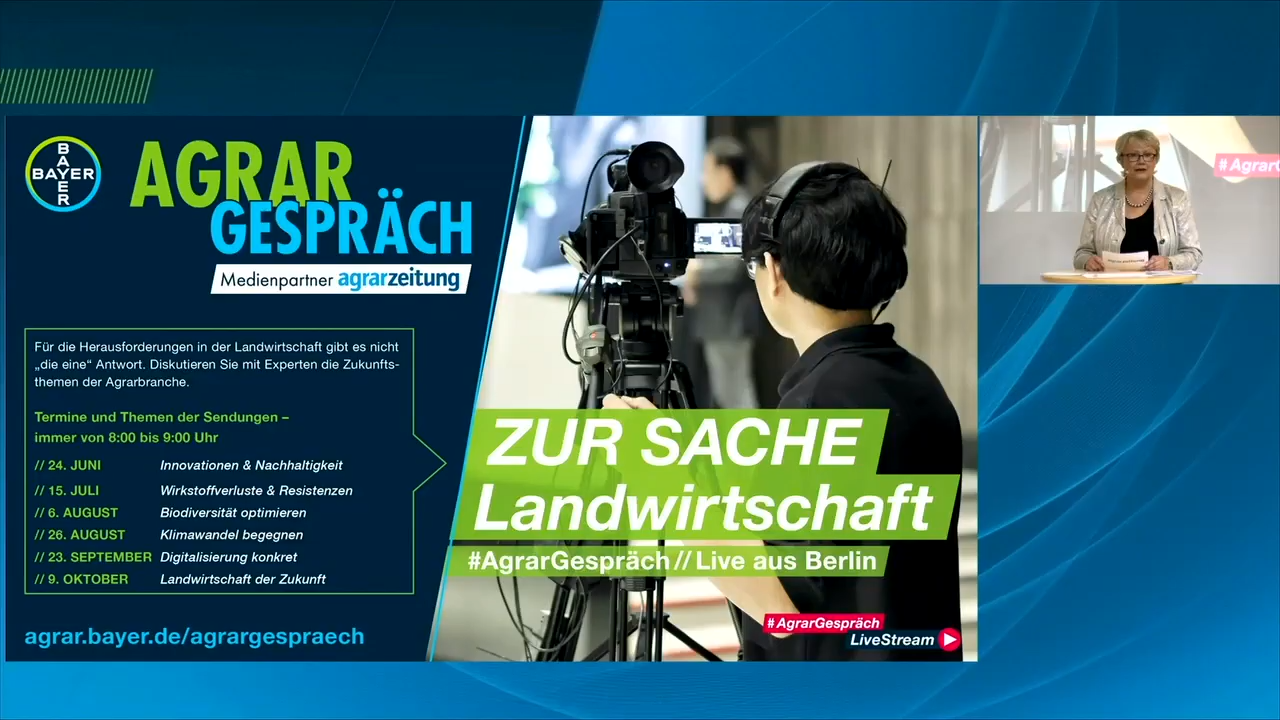 BAYER
BAYER
AGRAR
GESPRÄCH
Medienpartner agrarzeitung
Für die Herausforderungen in der Landwirtschaft gibt es nicht
„die eine“ Antwort. Diskutieren Sie mit Experten die Zukunfts-
themen der Agrarbranche.
Termine und Themen der Sendungen –
immer von 8:00 bis 9:00 Uhr
// 24. JUNI Innovationen & Nachhaltigkeit
// 15. JULI Wirkstoffverluste & Resistenzen
// 6. AUGUST Biodiversität optimieren
// 26. AUGUST Klimawandel begegnen
// 23. SEPTEMBER Digitalisierung konkret
// 9. OKTOBER Landwirtschaft der Zukunft
agrar.bayer.de/agrargespraech
ZUR SACHE
Landwirtschaft
#AgrarGespräch // Live aus Berlin
#AgrarGespräch
LiveStream
#AgrarG